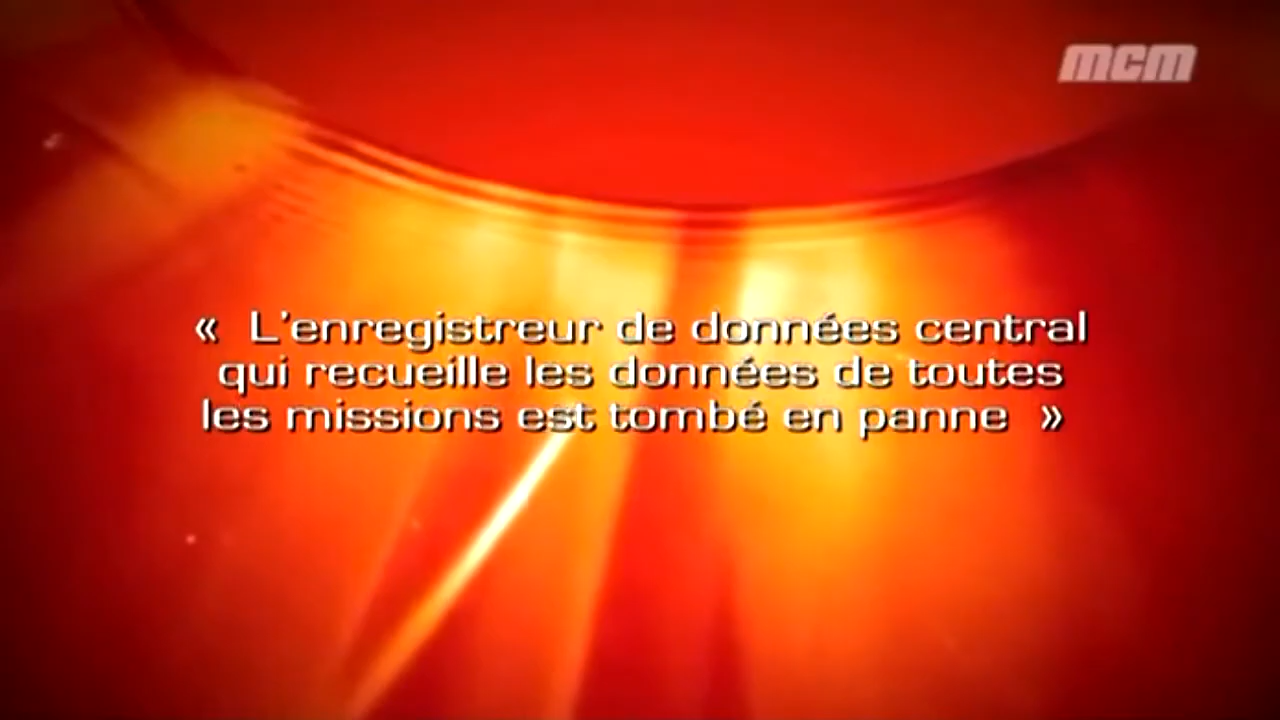 mcm
« L'enregistreur de données central
qui recueille les données de toutes
les missions est tombé en panne »